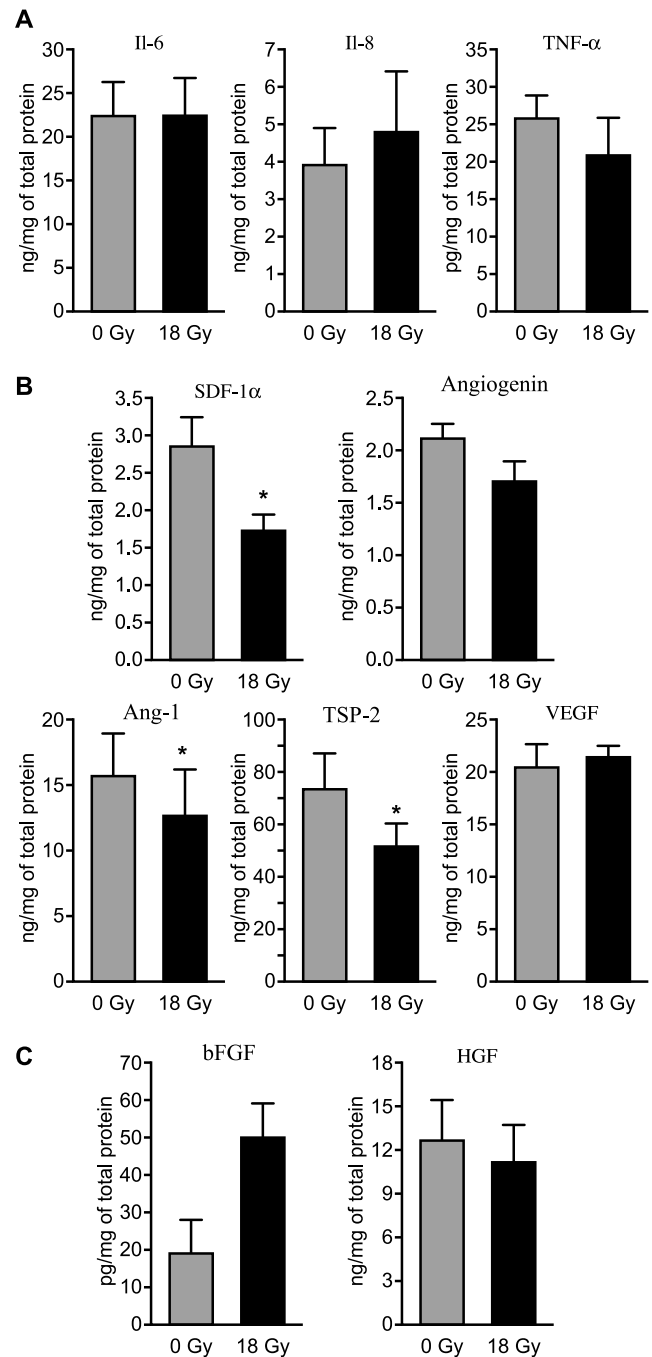 A
Il-6 Il-8 TNF-α
ng/mg of total protein
30
25
20
15
10
5
0
0 Gy 18 Gy
ng/mg of total protein
7
6
5
4
3
2
1
0
0 Gy 18 Gy
pg/mg of total protein
35
30
25
20
15
10
5
0
0 Gy 18 Gy
B
SDF-1α Angiogenin
ng/mg of total protein
3.5
3.0
2.5
2.0
1.5
1.0
0.5
0.0
*
0 Gy 18 Gy
ng/mg of total protein
2.5
2.0
1.5
1.0
0.5
0.0
0 Gy 18 Gy
Ang-1 TSP-2 VEGF
ng/mg of total protein
20
15
10
5
0
*
0 Gy 18 Gy
ng/mg of total protein
100
80
60
40
20
0
*
0 Gy 18 Gy
ng/mg of total protein
25
20
15
10
5
0
0 Gy 18 Gy
C
bFGF HGF
pg/mg of total protein
70
60
50
40
30
20
10
0
0 Gy 18 Gy
ng/mg of total protein
18
15
12
9
6
3
0
0 Gy 18 Gy